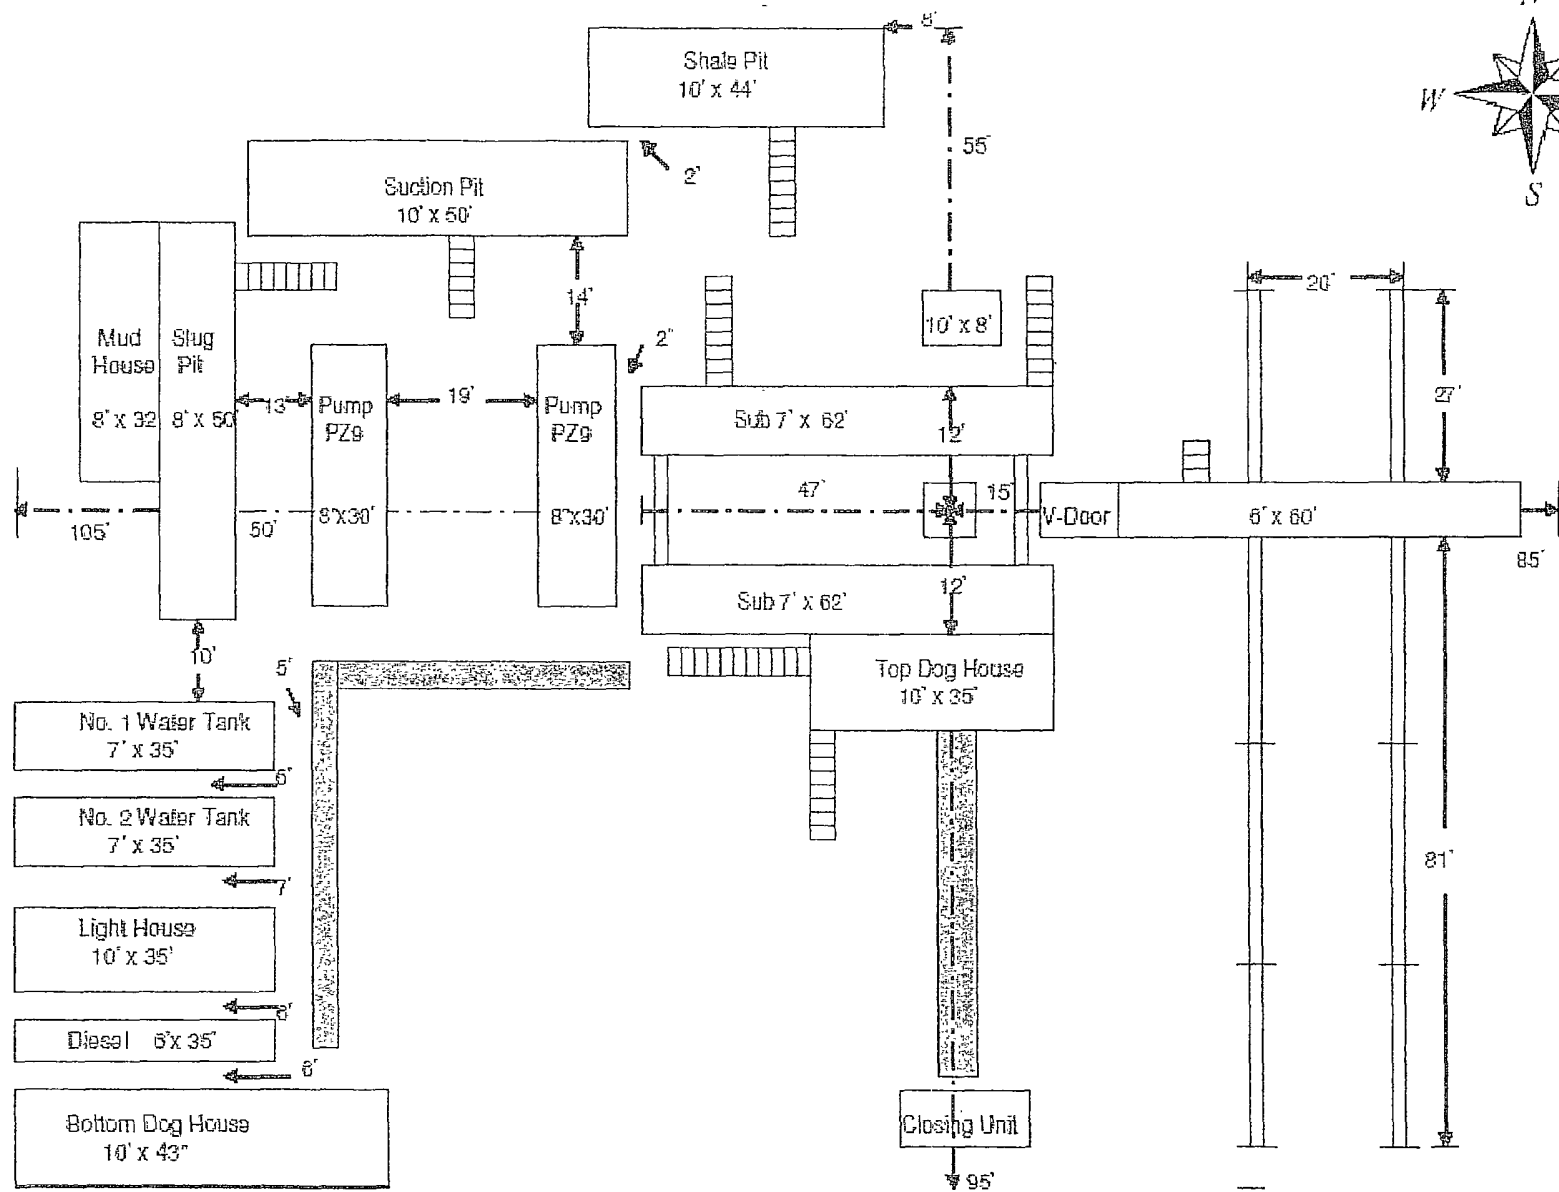 8'
Shale Pit
10' x 44'
W
S
55'
2'
Suction Pit
10' x 50'
14'
20'
10' x 8'
2"
27'
Mud
House
8' x 32
Slug
Pit
8' x 50'
13'
Pump
PZ9
8'X30'
19'
Pump
PZ9
8'X30'
Sub 7' x 62'
12'
47'
15'
V-Door
6' x 60'
85'
105'
50'
Sub 7' x 62'
12'
10'
5'
Top Dog House
10' x 35'
No. 1 Water Tank
7' x 35'
No. 2 Water Tank
7' x 35'
7'
81'
Light House
10' x 35'
Diesel 6'x 35'
6'
Bottom Dog House
10' x 43"
Closing Unit
95'